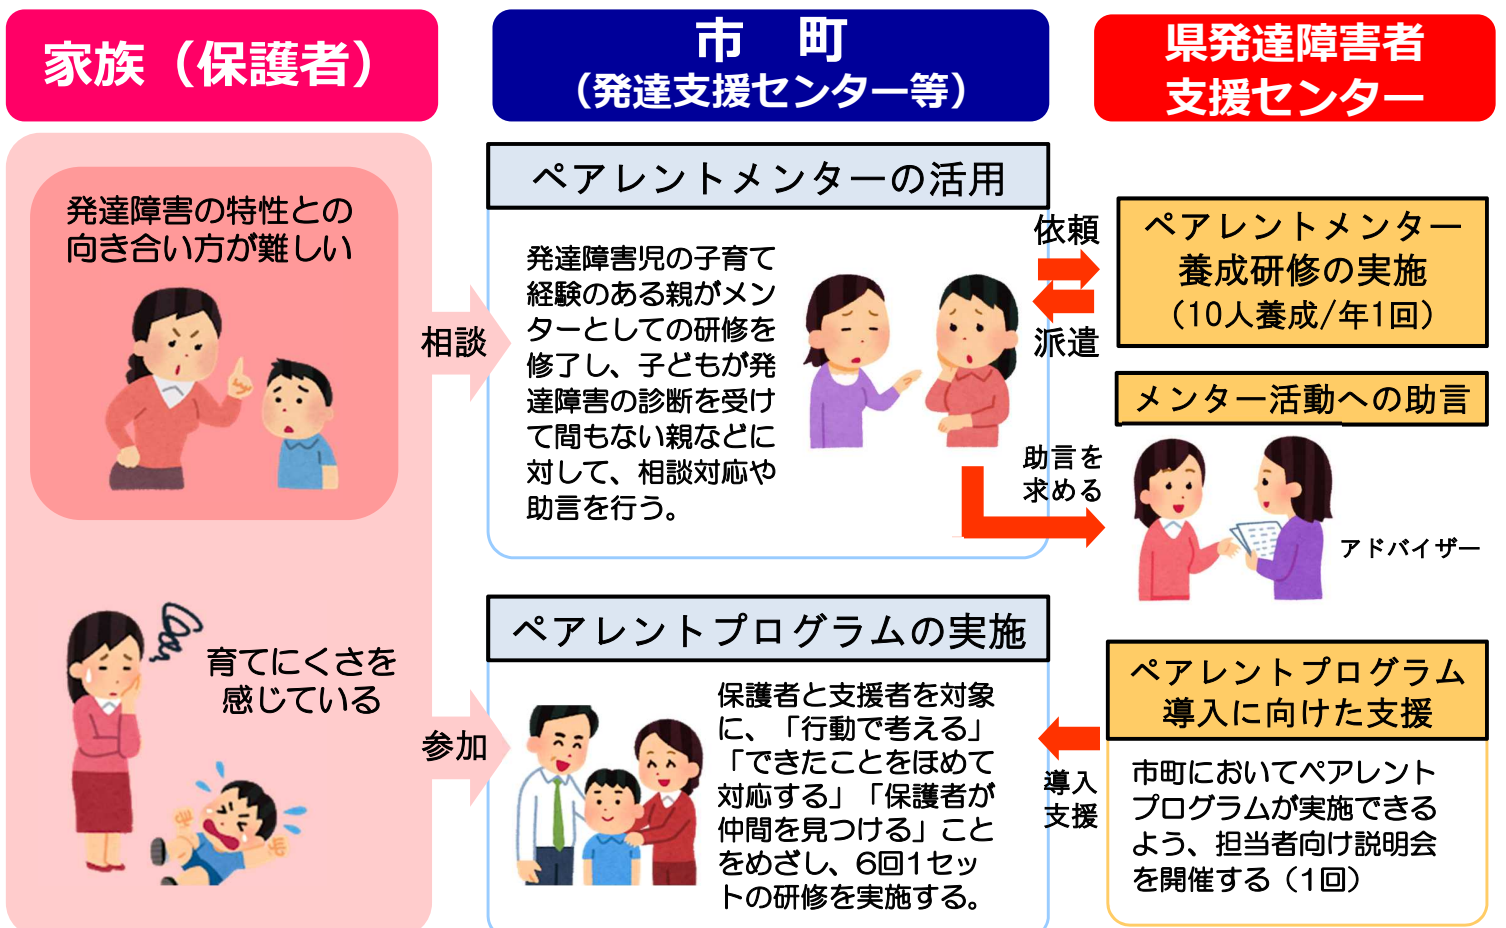 家族（保護者）
市　町
（発達支援センター等）
県発達障害者
支援センター
発達障害の特性との
向き合い方が難しい
相談
育てにくさを
感じている
参加
ペアレントメンターの活用
発達障害児の子育て
経験のある親がメン
ターとしての研修を
修了し、子どもが発
達障害の診断を受け
て間もない親などに
対して、相談対応や
助言を行う。
依頼
派遣
助言を
求める
ペアレントメンター
養成研修の実施
（10人養成/年1回）
メンター活動への助言
アドバイザー
ペアレントプログラムの実施
保護者と支援者を対象
に、「行動で考える」
「できたことをほめて
対応する」「保護者が
仲間を見つける」こと
をめざし、6回1セッ
トの研修を実施する。
導入
支援
ペアレントプログラム
導入に向けた支援
市町においてペアレント
プログラムが実施できる
よう、担当者向け説明会
を開催する（1回）